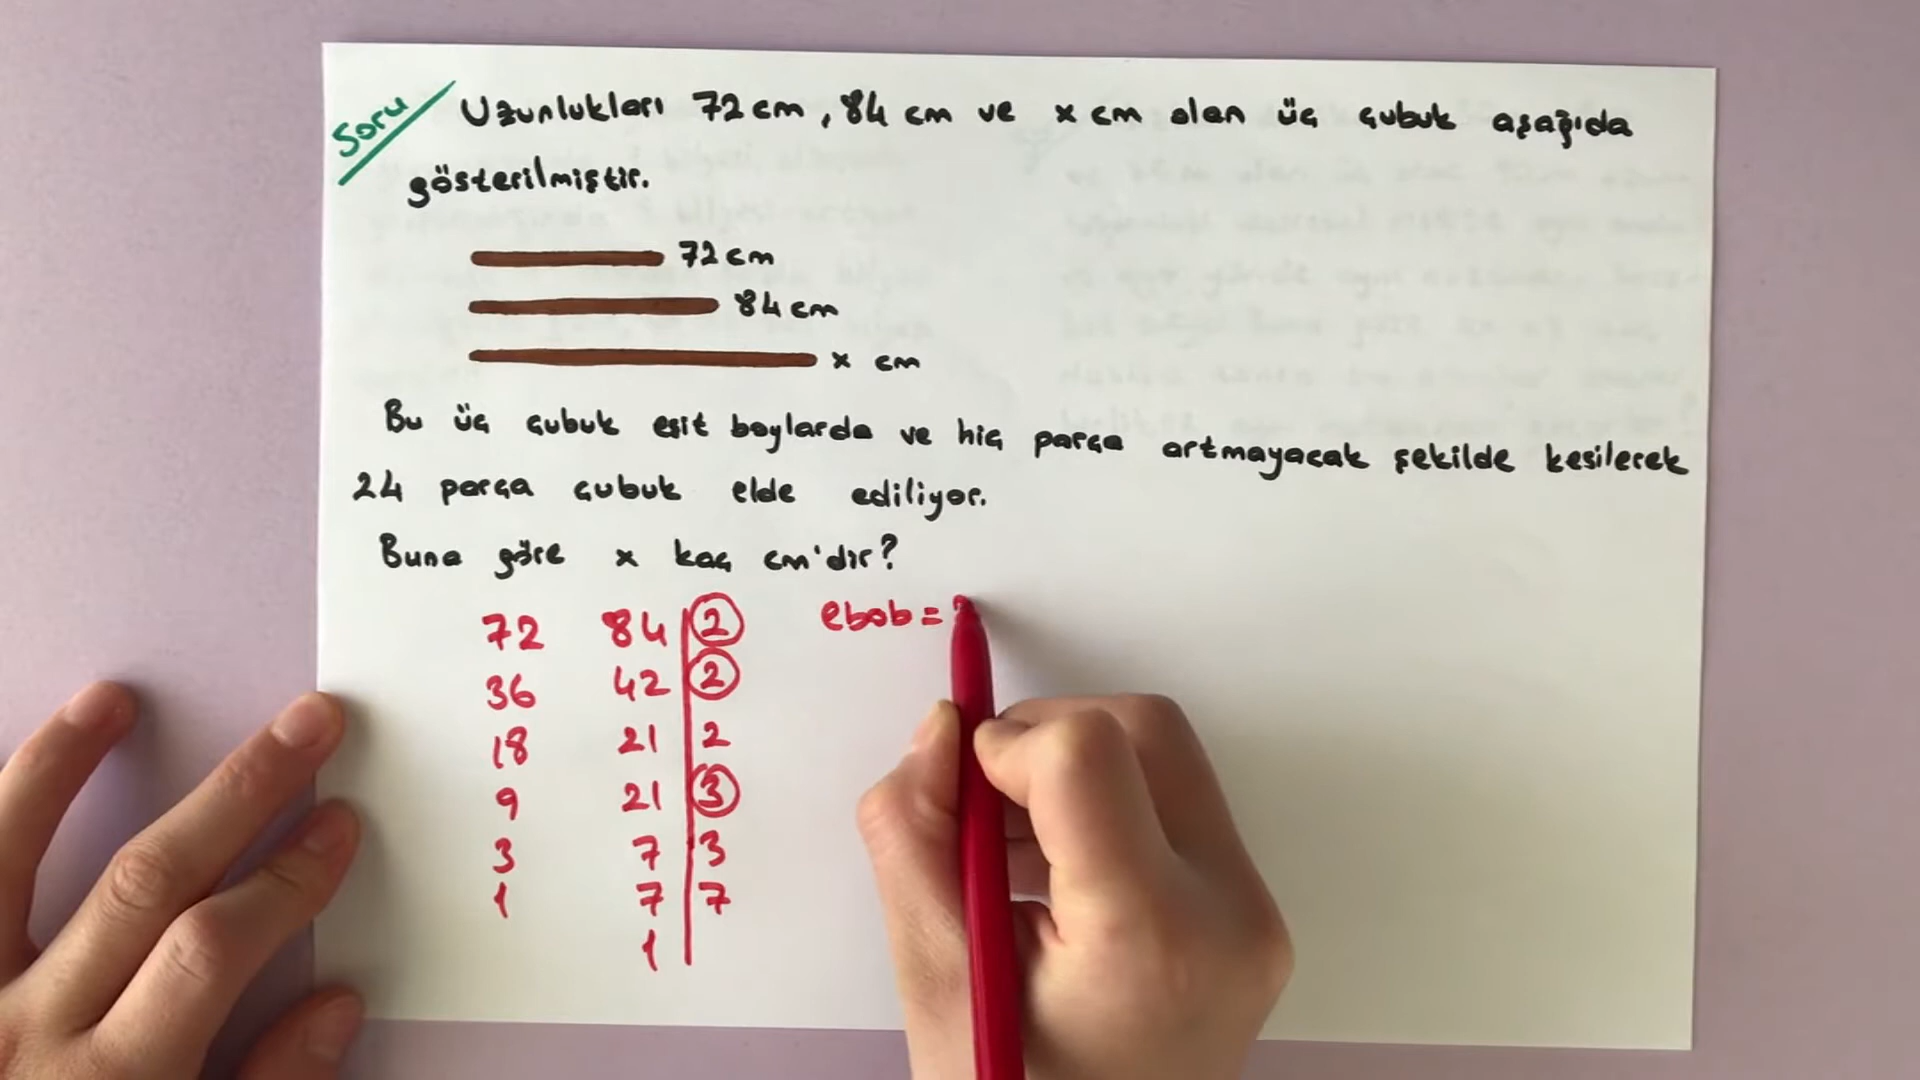 Soru
Uzunlukları 72 cm, 84 cm ve x cm olan üç çubuk aşağıda
gösterilmiştir.
72 cm
84 cm
x cm
Bu üç çubuk eşit boylarda ve hiç parça artmayacak şekilde kesilerek
24 parça çubuk elde ediliyor.
Buna göre x kaç cm'dir?
72 84 2 ebob =
36 42 2
18 21 2
9 21 3
3 7 3
1 7 7
1